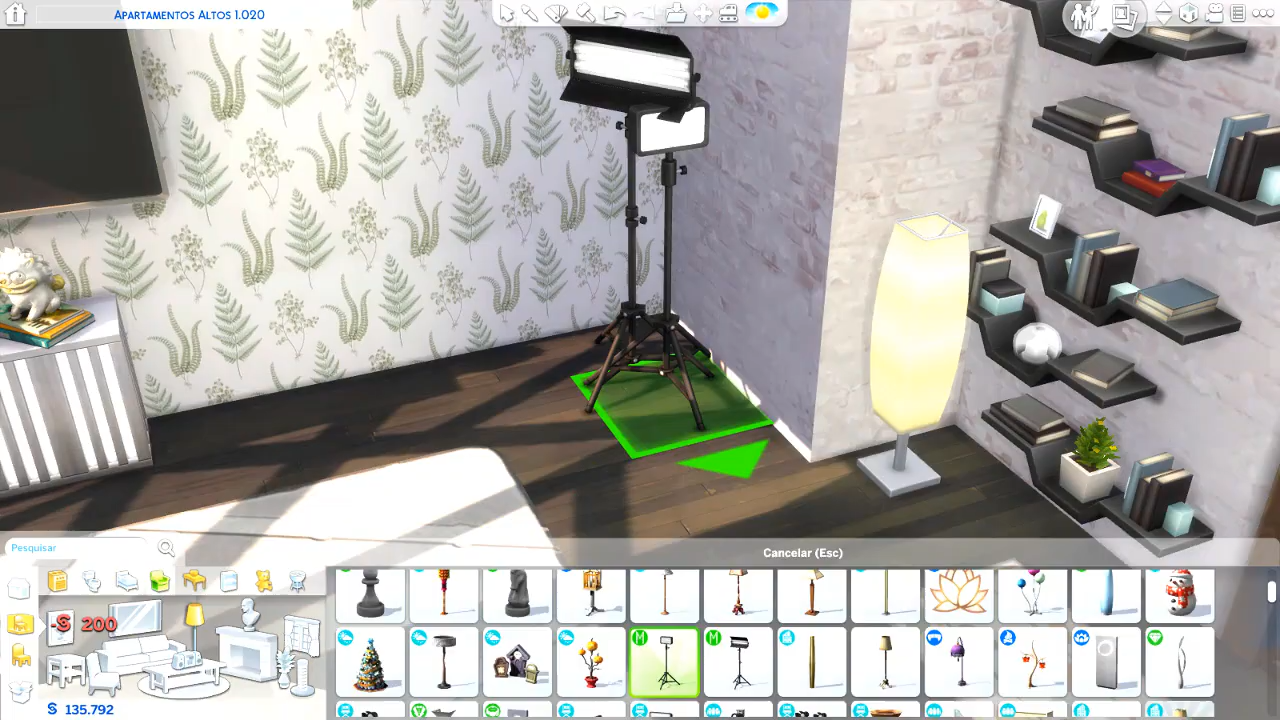 Apartamentos Altos 1.020
Cancelar (Esc)
Pesquisar
-§ 200
§ 135.792
M
M